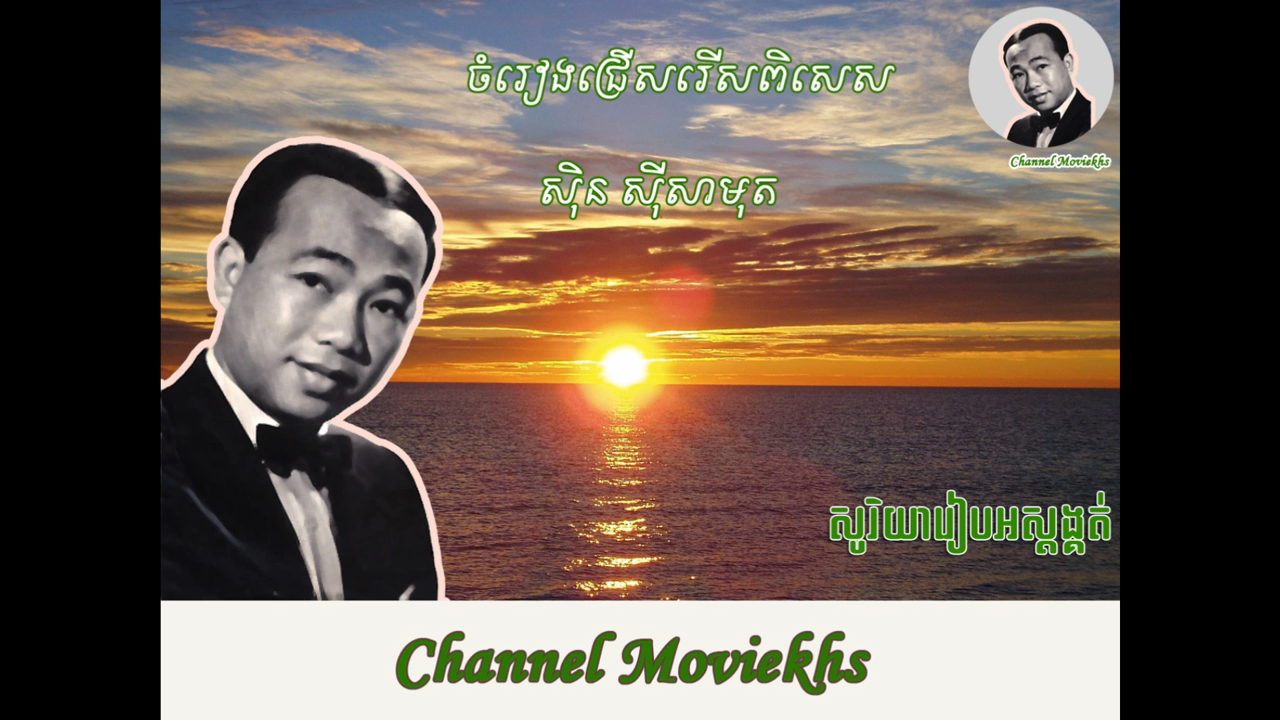 ចំរៀងជ្រើសរើសពិសេស
Channel Moviekhs
ស៊ិន ស៊ីសាមុត
សូរិយារៀបអស្តង្គត់
Channel Moviekhs